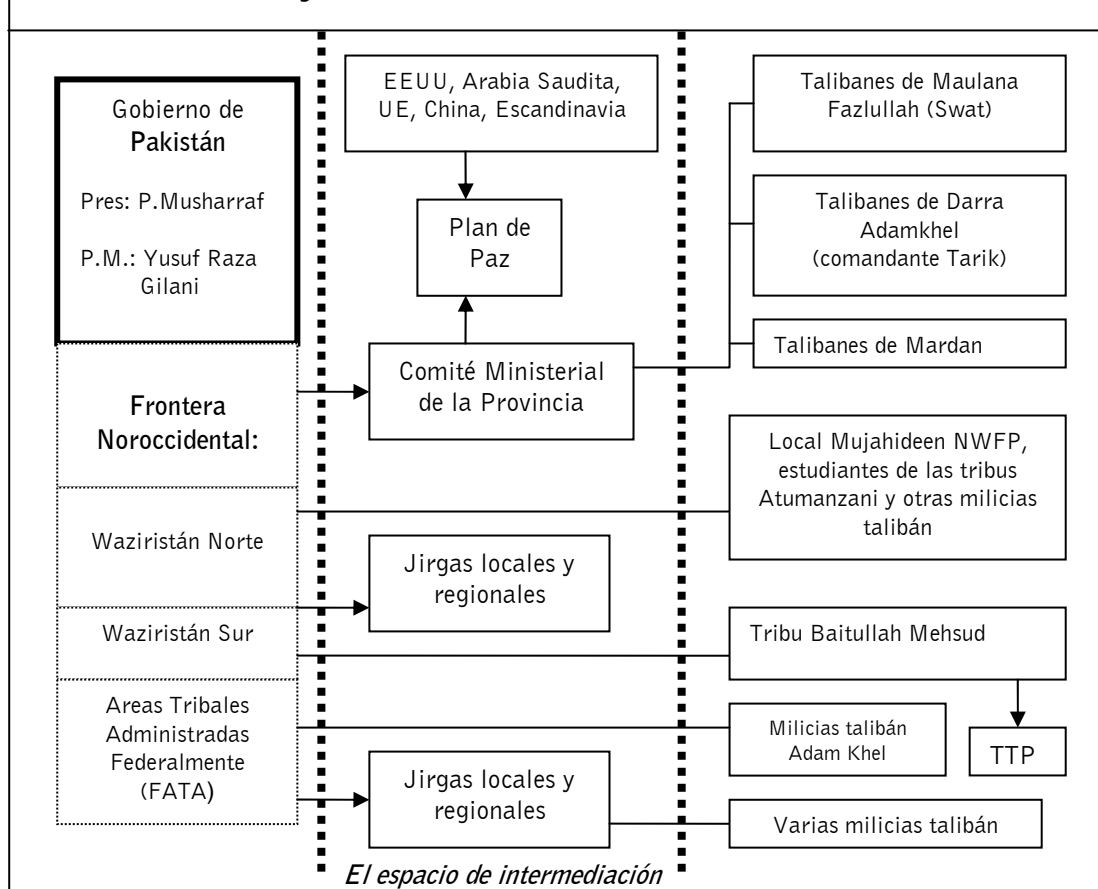 Gobierno de
Pakistán
Pres: P.Musharraf
P.M.: Yusuf Raza
Gilani
Frontera
Noroccidental:
Waziristán Norte
Waziristán Sur
Areas Tribales
Administradas
Federalmente
(FATA)
EEUU, Arabia Saudita,
UE, China, Escandinavia
Plan de
Paz
Comité Ministerial
de la Provincia
Jirgas locales y
regionales
Jirgas locales y
regionales
El espacio de intermediación
Talibanes de Maulana
Fazlullah (Swat)
Talibanes de Darra
Adamkhel
(comandante Tarik)
Talibanes de Mardan
Local Mujahideen NWFP,
estudiantes de las tribus
Atumanzani y otras milicias
talibán
Tribu Baitullah Mehsud
Milicias talibán
Adam Khel
TTP
Varias milicias talibán